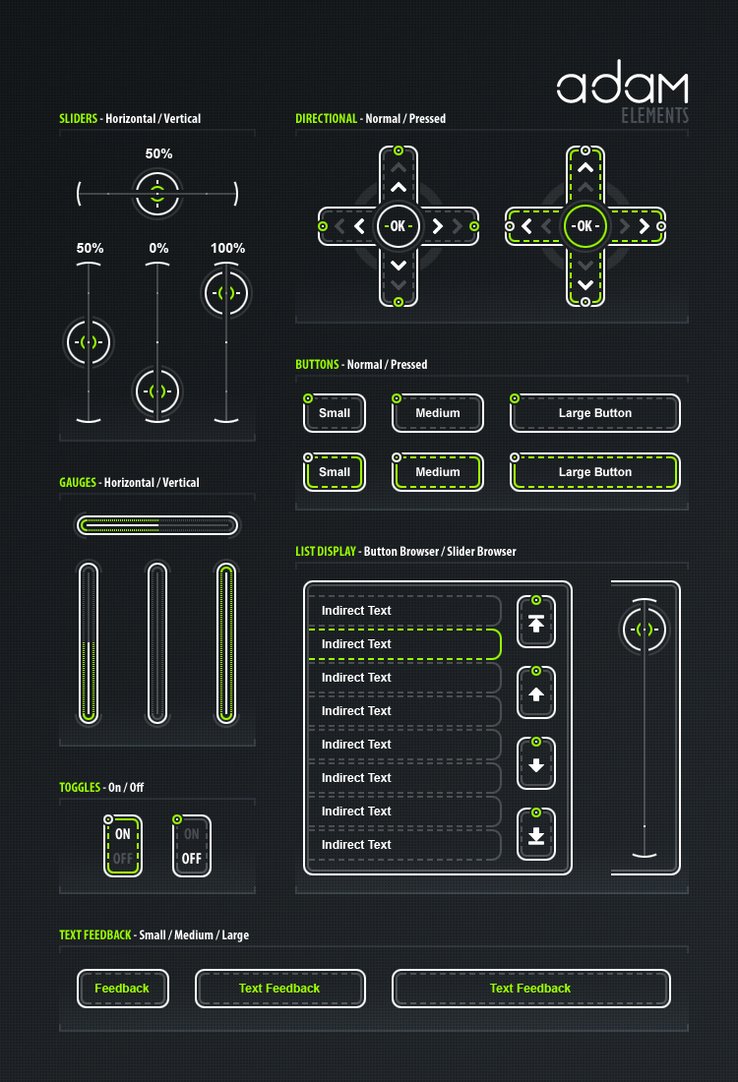 adam
ELEMENTS
SLIDERS - Horizontal / Vertical
50%
50% 0% 100%
DIRECTIONAL - Normal / Pressed
-OK- -OK-
BUTTONS - Normal / Pressed
Small Medium Large Button
Small Medium Large Button
GAUGES - Horizontal / Vertical
LIST DISPLAY - Button Browser / Slider Browser
Indirect Text
Indirect Text
Indirect Text
Indirect Text
Indirect Text
Indirect Text
Indirect Text
Indirect Text
TOGGLES - On / Off
ON ON
OFF OFF
TEXT FEEDBACK - Small / Medium / Large
Feedback Text Feedback Text Feedback